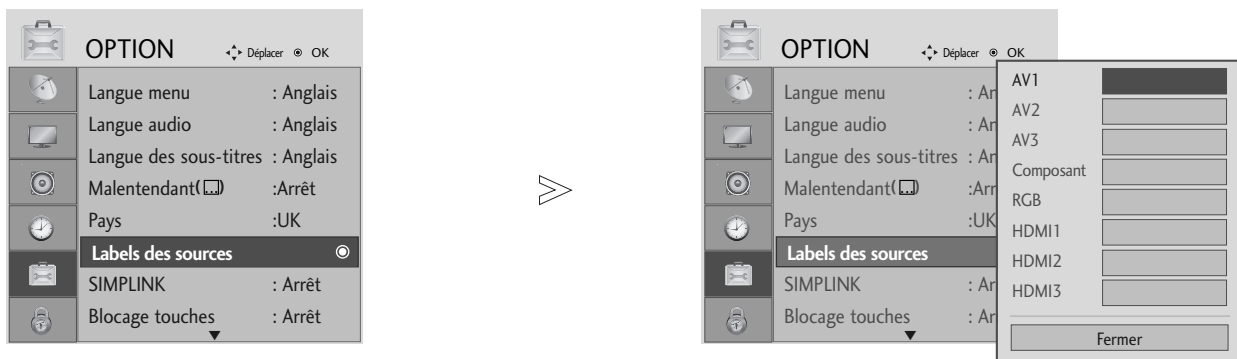 OPTION Déplacer OK
Langue menu : Anglais
Langue audio : Anglais
Langue des sous-titres : Anglais
Malentendant( ) :Arrêt
Pays :UK
Labels des sources
SIMPLINK : Arrêt
Blocage touches : Arrêt
OPTION Déplacer OK
Langue menu : An
Langue audio : An
Langue des sous-titres : An
Malentendant( ) :Arr
Pays :UK
Labels des sources
SIMPLINK : Ar
Blocage touches : Ar
AV1
AV2
AV3
Composant
RGB
HDMI1
HDMI2
HDMI3
Fermer